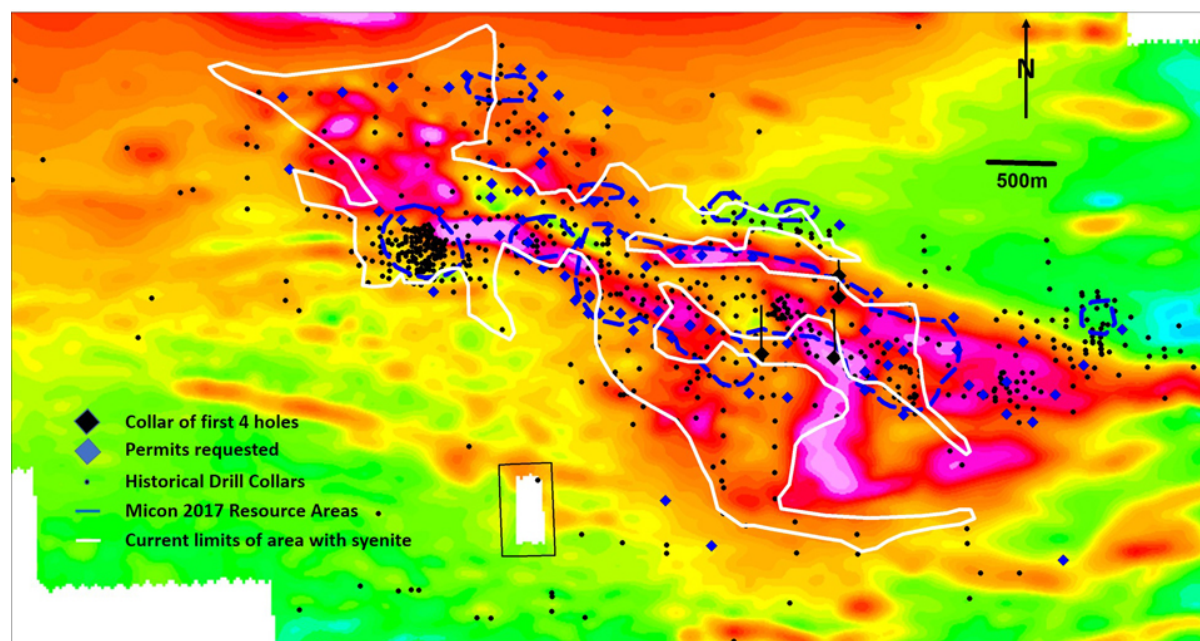 N
500m
Collar of first 4 holes
Permits requested
Historical Drill Collars
Micon 2017 Resource Areas
Current limits of area with syenite